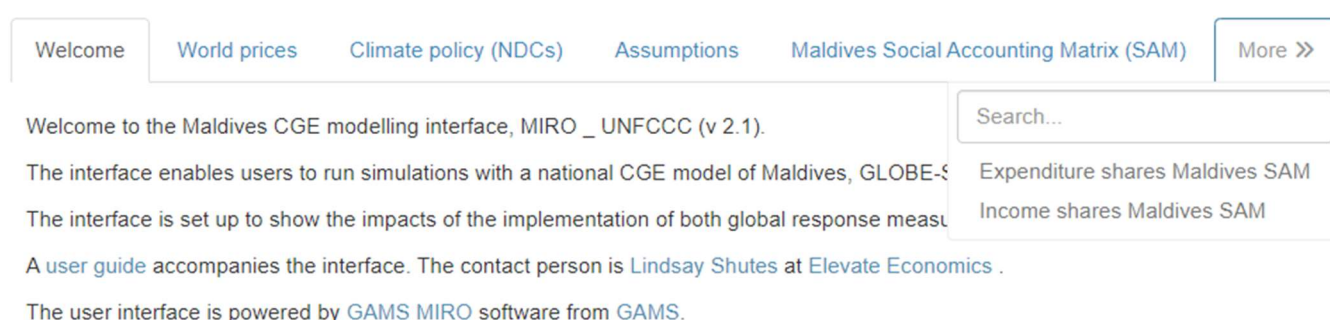 Welcome World prices Climate policy (NDCs) Assumptions Maldives Social Accounting Matrix (SAM) More »
Search...
Welcome to the Maldives CGE modelling interface, MIRO _ UNFCCC (v 2.1).
The interface enables users to run simulations with a national CGE model of Maldives,
Expenditure shares Maldives SAM
The interface is set up to show the impacts of the implementation of both global response
Income shares Maldives SAM
A user guide accompanies the interface. The contact person is Lindsay Shutes at Elevate Economics .
The user interface is powered by GAMS MIRO software from GAMS.